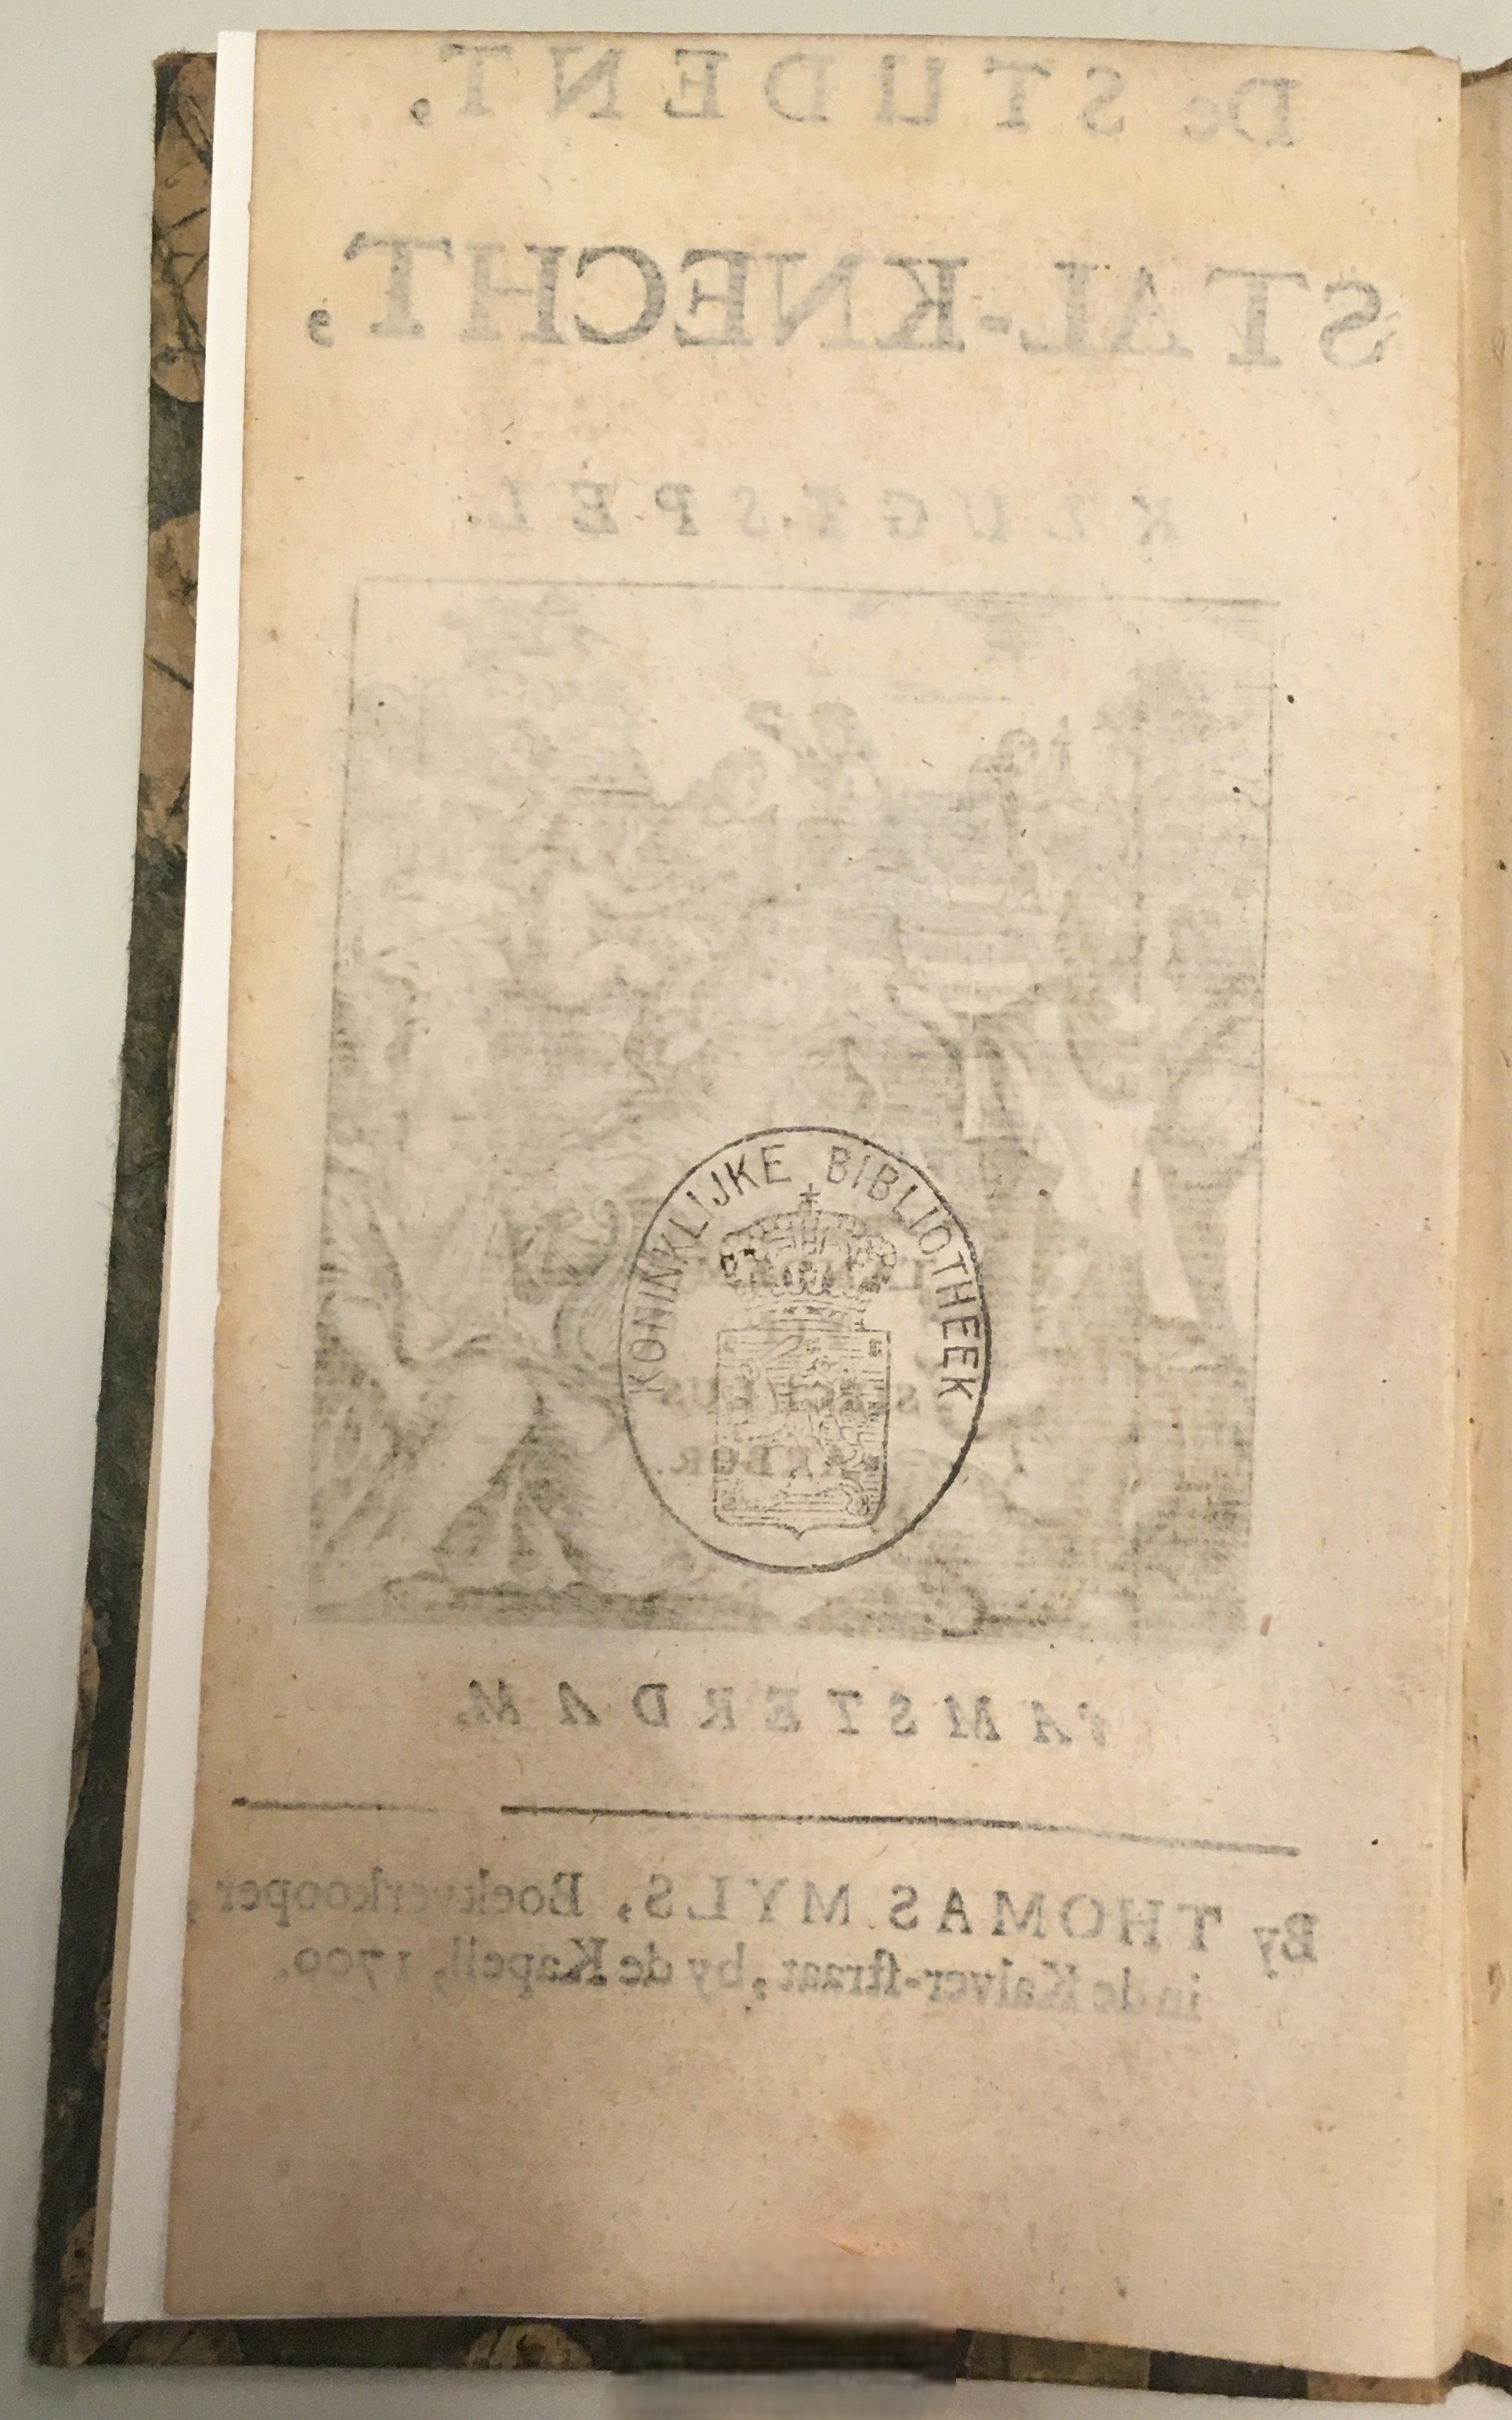 De STUDENT,
STAL-KNECHT,
KLUGT-SPEL.
KONINKLIJKE BIBLIOTHEEK
t'AMSTERDAM,
By THOMAS MYLS, Boekverkooper,
in de Kalver-straat, by de Kapell, 1700.